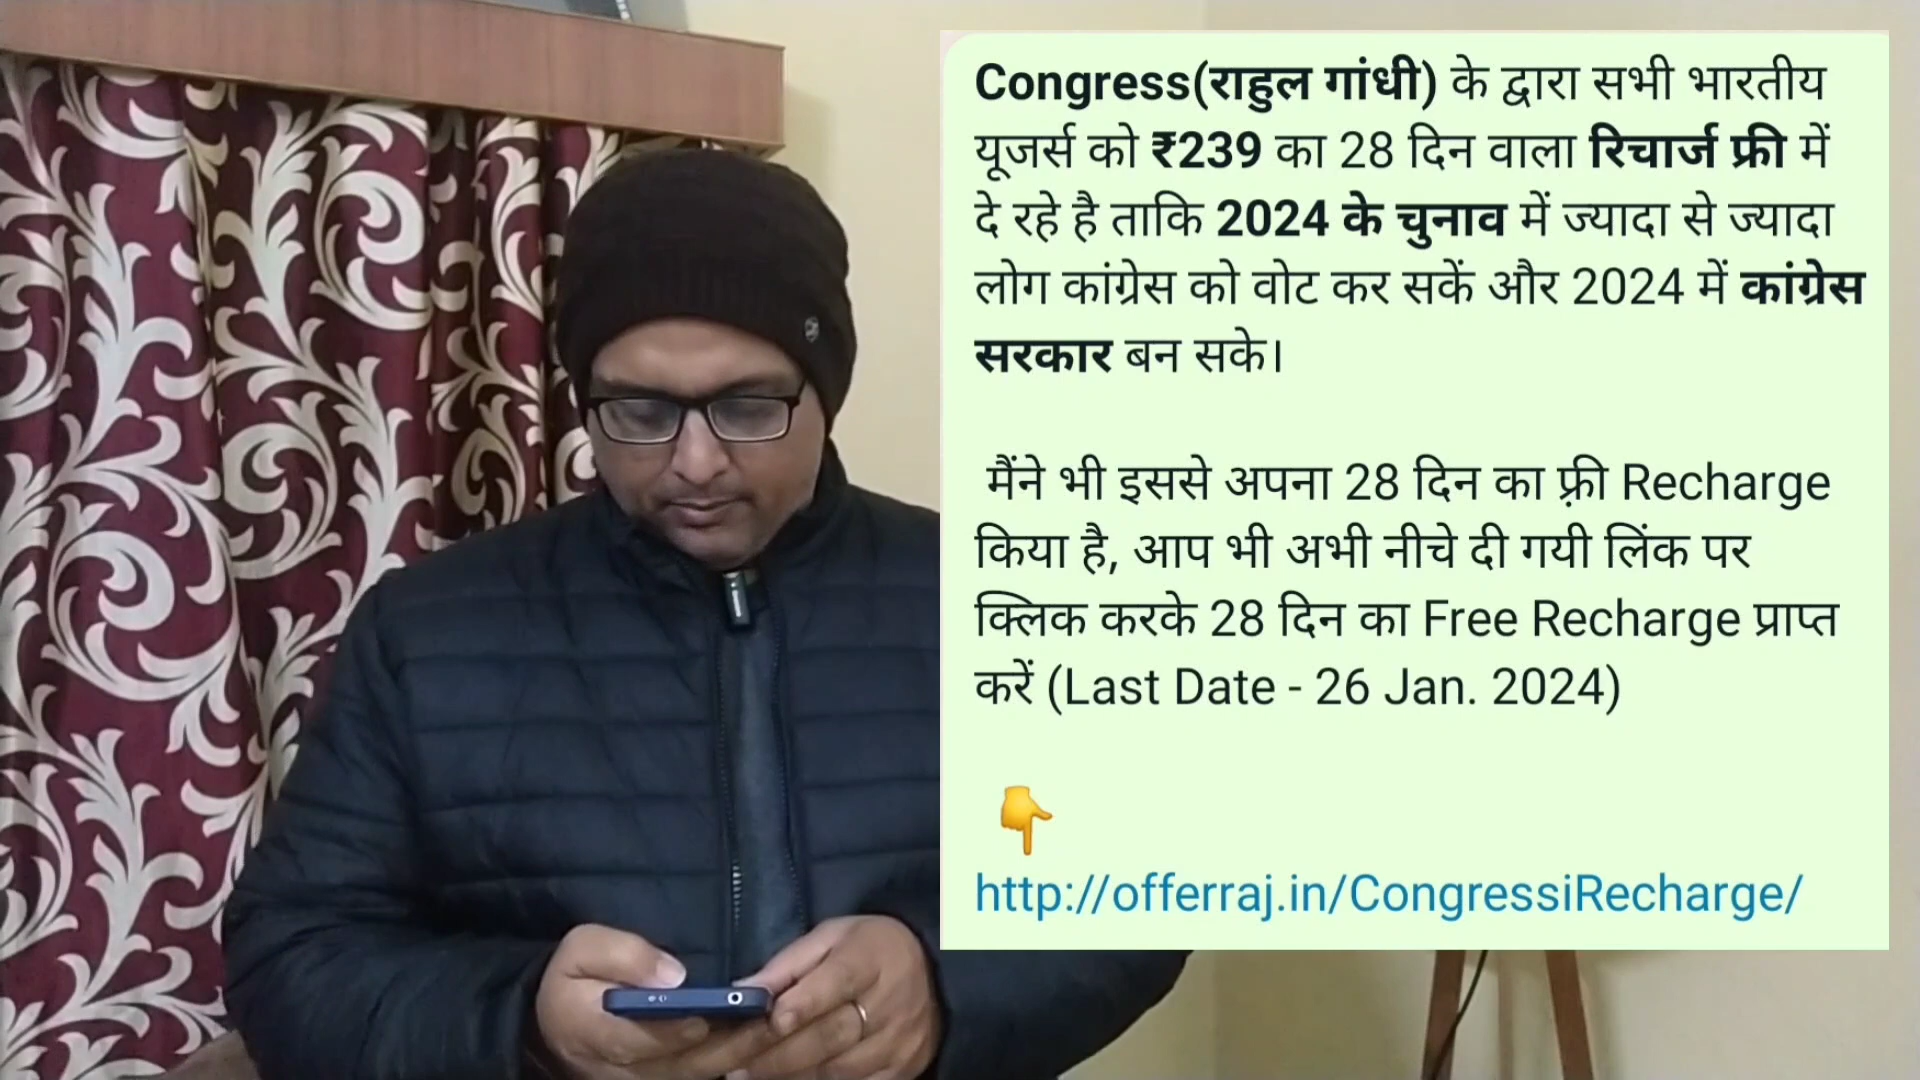 Congress(राहुल गांधी) के द्वारा सभी भारतीय
यूजर्स को ₹239 का 28 दिन वाला रिचार्ज फ्री में
दे रहे है ताकि 2024 के चुनाव में ज्यादा से ज्यादा
लोग कांग्रेस को वोट कर सकें और 2024 में कांग्रेस
सरकार बन सके।
मैंने भी इससे अपना 28 दिन का फ़्री Recharge
किया है, आप भी अभी नीचे दी गयी लिंक पर
क्लिक करके 28 दिन का Free Recharge प्राप्त
करें (Last Date - 26 Jan. 2024)
👇
http://offerraj.in/CongressiRecharge/